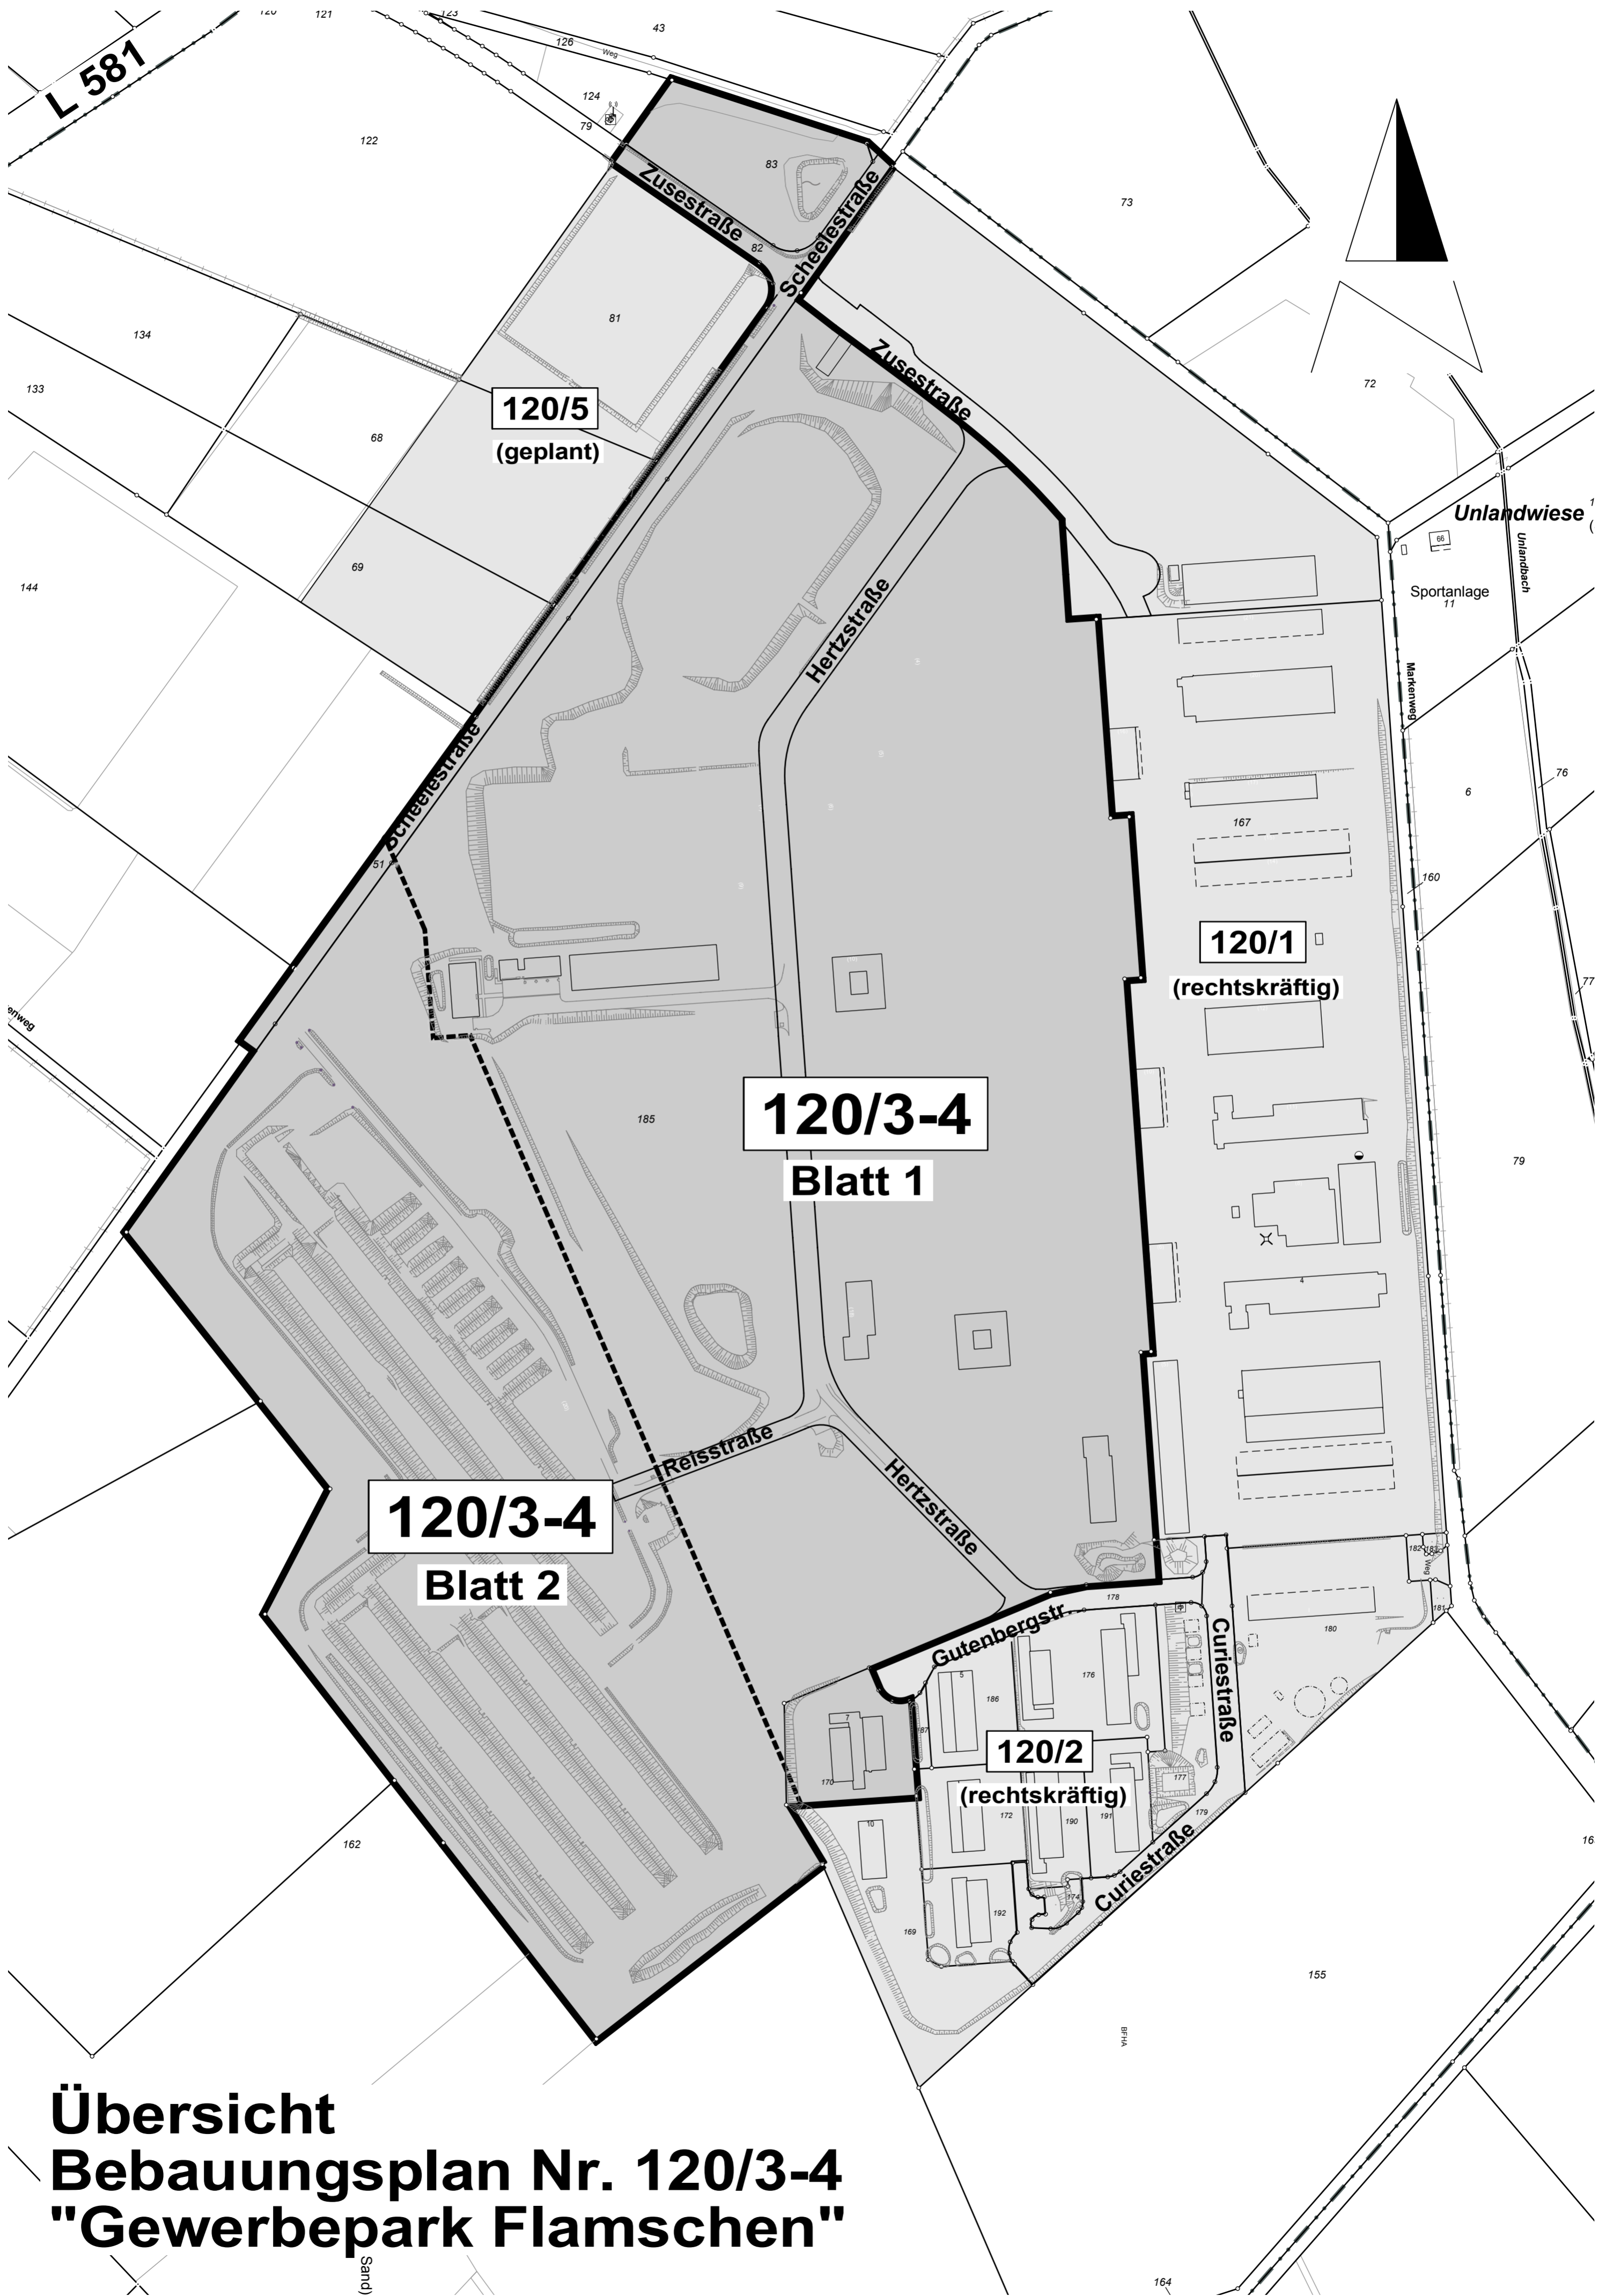 120
121
123
43
126
Weg
L 581
124
79
122
83
73
Zusestraße
82
Scheelestraße
81
134
Zusestraße
133
120/5
(geplant)
72
68
Unlandwiese
66
Unlandbach
Sportanlage
11
69
144
Hertzstraße
Markenweg
Scheelestraße
76
6
167
51
160
120/1
(rechtskräftig)
77
enweg
185
120/3-4
Blatt 1
79
4
Reisstraße
Hertzstraße
120/3-4
Blatt 2
182
183
Weg
178
181
Gutenbergstr.
Curiestraße
180
5
176
186
7
187
120/2
(rechtskräftig)
170
177
172
190
191
179
10
162
16
Curiestraße
174
192
169
155
BFHA
Übersicht
Bebauungsplan Nr. 120/3-4
"Gewerbepark Flamschen"
Sand)
164